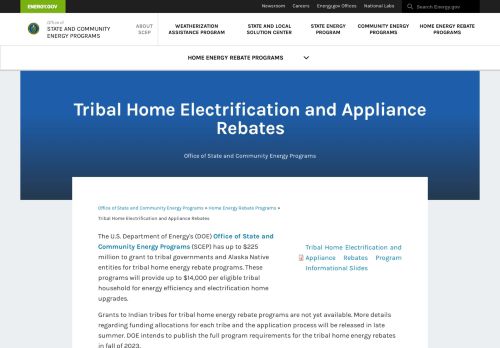 ENERGY.GOV
Newsroom Careers Energy.gov Offices National Labs Search Energy.gov
Office of
STATE AND COMMUNITY
ENERGY PROGRAMS
ABOUT
SCEP
WEATHERIZATION
ASSISTANCE PROGRAM
STATE AND LOCAL
SOLUTION CENTER
STATE ENERGY
PROGRAM
COMMUNITY ENERGY
PROGRAMS
HOME ENERGY REBATE
PROGRAMS
HOME ENERGY REBATE PROGRAMS
Tribal Home Electrification and Appliance
Rebates
Office of State and Community Energy Programs
Office of State and Community Energy Programs » Home Energy Rebate Programs »
Tribal Home Electrification and Appliance Rebates
The U.S. Department of Energy's (DOE) Office of State and
Community Energy Programs (SCEP) has up to $225
million to grant to tribal governments and Alaska Native
entities for tribal home energy rebate programs. These
programs will provide up to $14,000 per eligible tribal
household for energy efficiency and electrification home
upgrades.
Tribal Home Electrification and
Appliance Rebates Program
Informational Slides
Grants to Indian tribes for tribal home energy rebate programs are not yet available. More details
regarding funding allocations for each tribe and the application process will be released in late
summer. DOE intends to publish the full program requirements for the tribal home energy rebates
in fall of 2023.